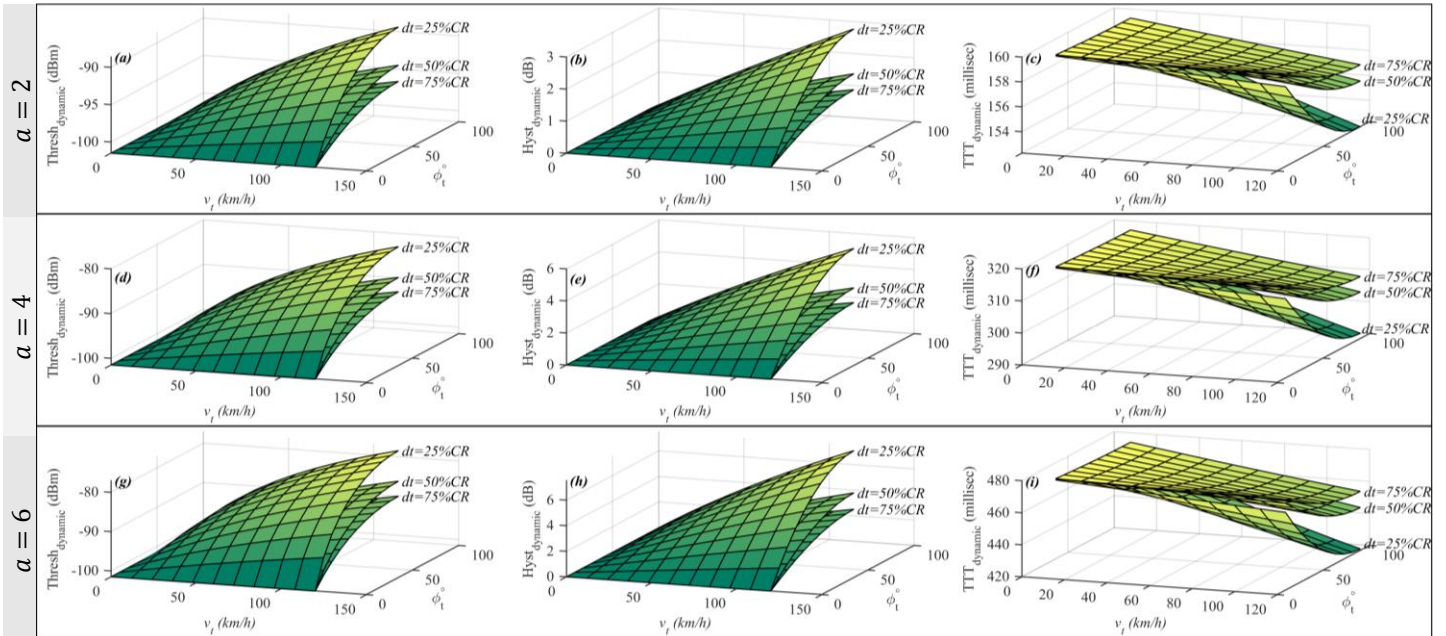 a = 2
(a)
Thresh_dynamic (dBm)
-90
-95
-100
0
50
100
150
v_t (km/h)
0
50
100
ϕ_t°
dt=25%CR
dt=50%CR
dt=75%CR
(b)
Hyst_dynamic (dB)
3
2
1
0
0
50
100
150
v_t (km/h)
0
50
100
ϕ_t°
dt=25%CR
dt=50%CR
dt=75%CR
(c)
TTT_dynamic (millisec)
160
158
156
154
0
20
40
60
80
100
120
v_t (km/h)
0
50
100
ϕ_t°
dt=75%CR
dt=50%CR
dt=25%CR
a = 4
(d)
Thresh_dynamic (dBm)
-80
-90
-100
0
50
100
150
v_t (km/h)
0
50
100
ϕ_t°
dt=25%CR
dt=50%CR
dt=75%CR
(e)
Hyst_dynamic (dB)
6
4
2
0
0
50
100
150
v_t (km/h)
0
50
100
ϕ_t°
dt=25%CR
dt=50%CR
dt=75%CR
(f)
TTT_dynamic (millisec)
320
310
300
290
0
20
40
60
80
100
120
v_t (km/h)
0
50
100
ϕ_t°
dt=75%CR
dt=50%CR
dt=25%CR
a = 6
(g)
Thresh_dynamic (dBm)
-80
-90
-100
0
50
100
150
v_t (km/h)
0
50
100
ϕ_t°
dt=25%CR
dt=50%CR
dt=75%CR
(h)
Hyst_dynamic (dB)
6
4
2
0
0
50
100
150
v_t (km/h)
0
50
100
ϕ_t°
dt=25%CR
dt=50%CR
dt=75%CR
(i)
TTT_dynamic (millisec)
480
460
440
420
0
20
40
60
80
100
120
v_t (km/h)
0
50
100
ϕ_t°
dt=75%CR
dt=50%CR
dt=25%CR